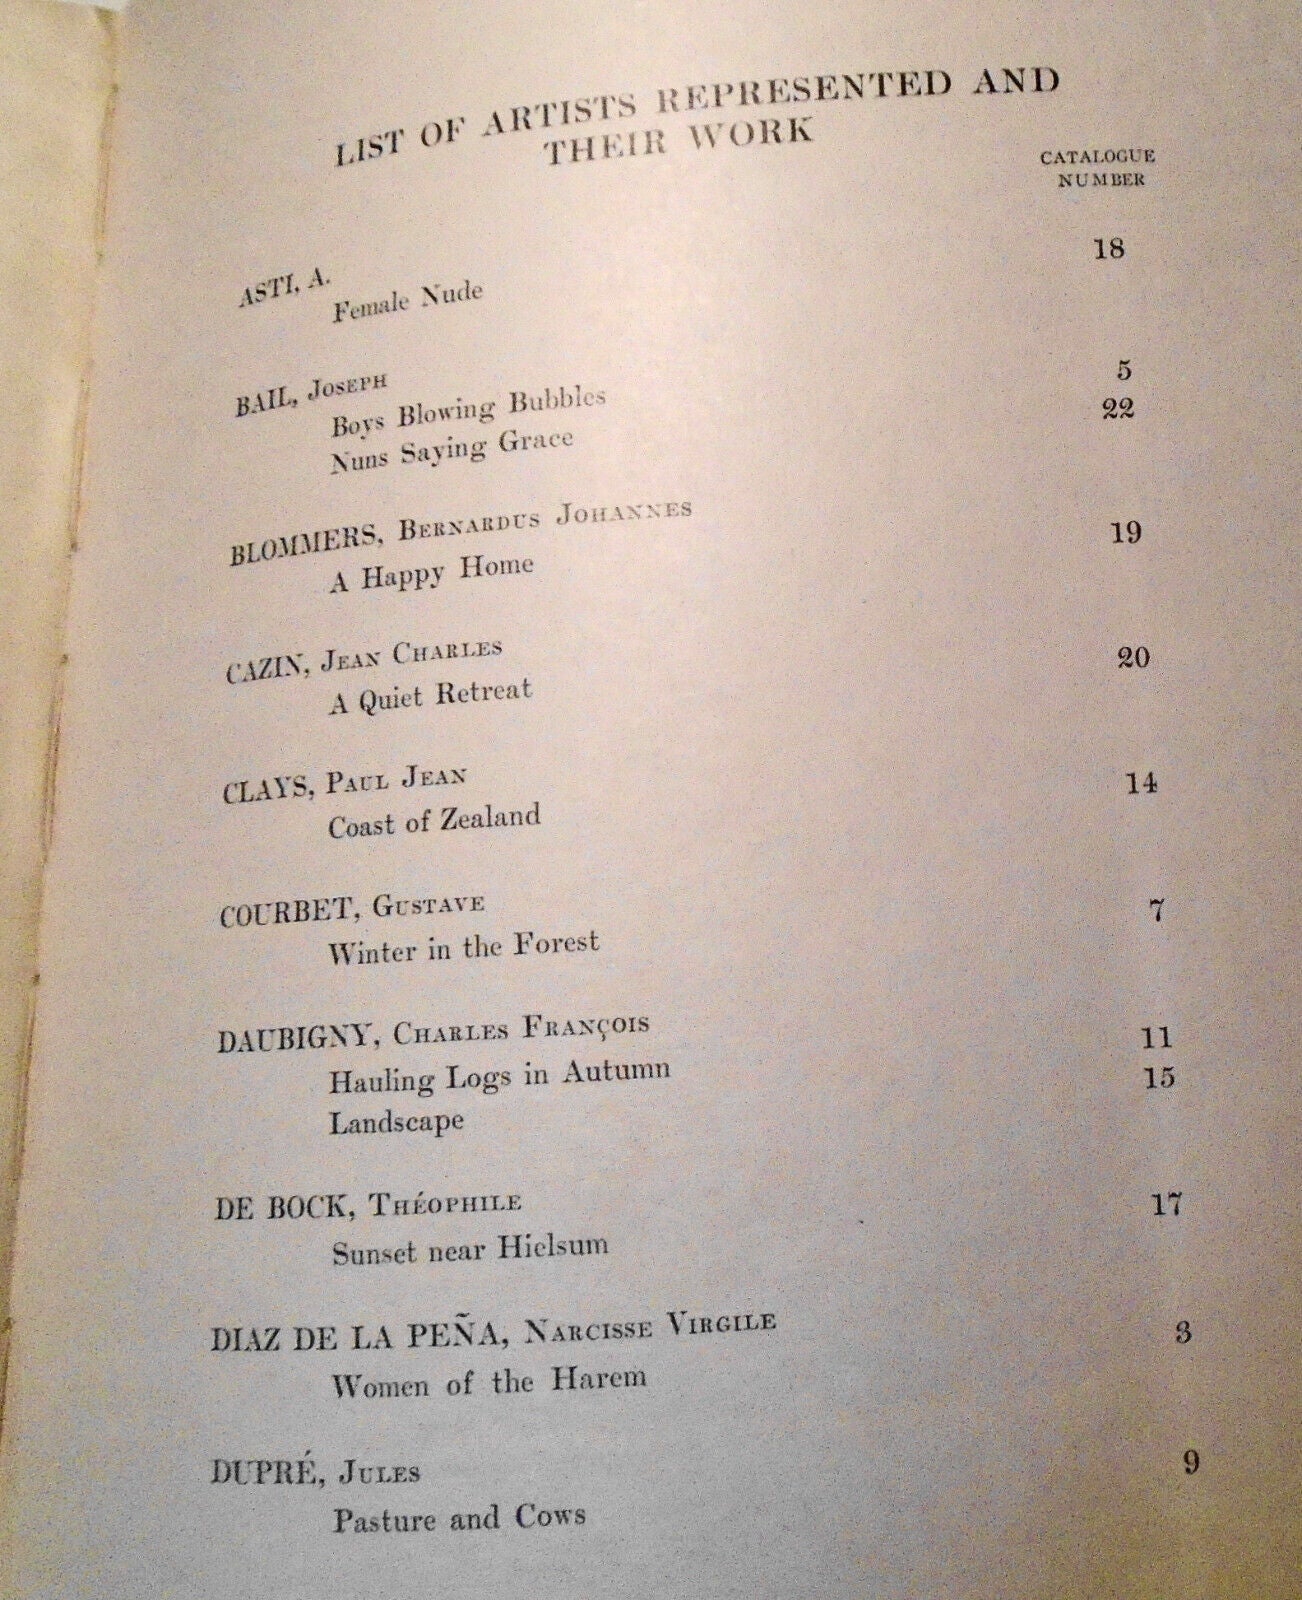 LIST OF ARTISTS REPRESENTED AND
THEIR WORK
CATALOGUE
NUMBER
ASTI, A.
Female Nude 18
BAIL, JOSEPH
Boys Blowing Bubbles 5
Nuns Saying Grace 22
BLOMMERS, BERNARDUS JOHANNES
A Happy Home 19
CAZIN, JEAN CHARLES
A Quiet Retreat 20
CLAYS, PAUL JEAN
Coast of Zealand 14
COURBET, GUSTAVE
Winter in the Forest 7
DAUBIGNY, CHARLES FRANÇOIS
Hauling Logs in Autumn 11
Landscape 15
DE BOCK, THÉOPHILE
Sunset near Hielsum 17
DIAZ DE LA PEÑA, NARCISSE VIRGILE
Women of the Harem 3
DUPRÉ, JULES
Pasture and Cows 9